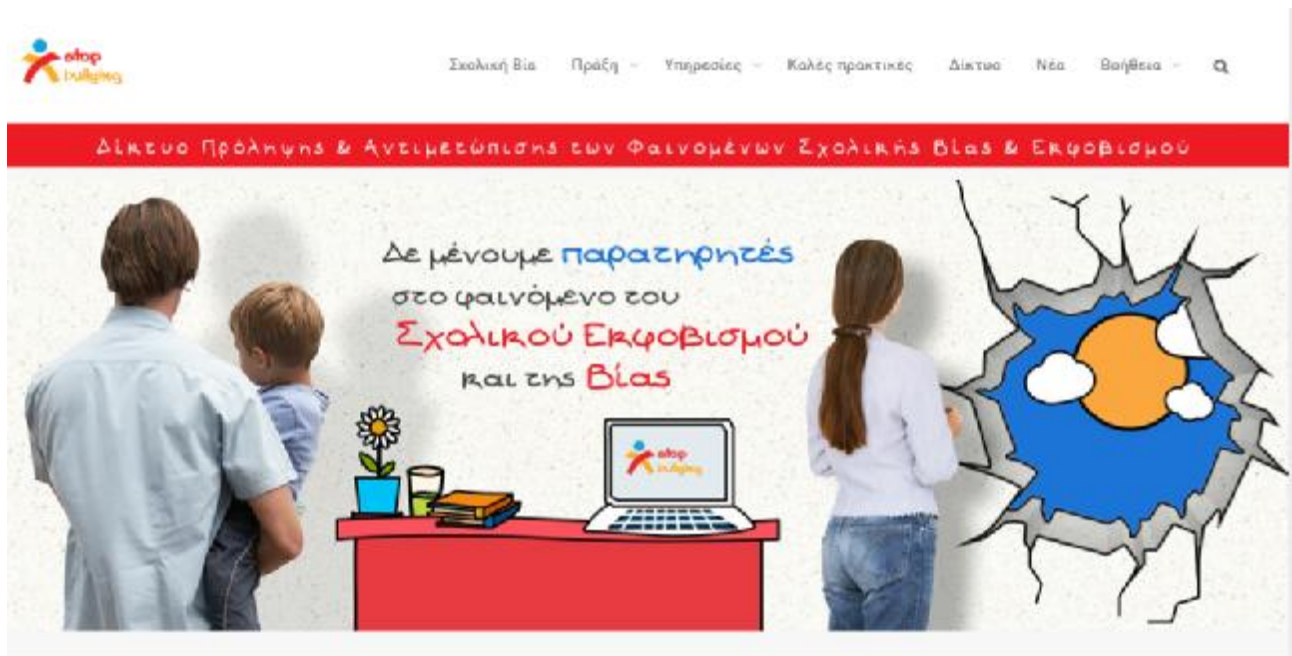 stop
bullying
Σχολική Βία Πράξη Υπηρεσίες Καλές πρακτικές Δίκτυο Νέα Βοήθεια
Δίκτυο Πρόληψης & Αντιμετώπισης των Φαινομένων Σχολικής Βίας & Εκφοβισμού
Δε μένουμε παρατηρητές
στο φαινόμενο του
Σχολικού Εκφοβισμού
και της Βίας
stop
bullying